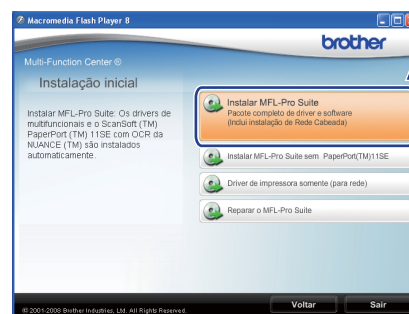 Macromedia Flash Player 8
brother
Multi-Function Center ®
Instalação inicial
Instalar MFL-Pro Suite: Os drivers de
multifuncionais e o ScanSoft (TM)
PaperPort (TM) 11SE com OCR da
NUANCE (TM) são instalados
automaticamente.
Instalar MFL-Pro Suite
Pacote completo de driver e software
(Inclui instalação de Rede Cabeada)
Instalar MFL-Pro Suite sem PaperPort(TM)11SE
Driver de impressora somente (para rede)
Reparar o MFL-Pro Suite
Voltar
Sair
© 2001-2008 Brother Industries, Ltd. All Rights Reserved.